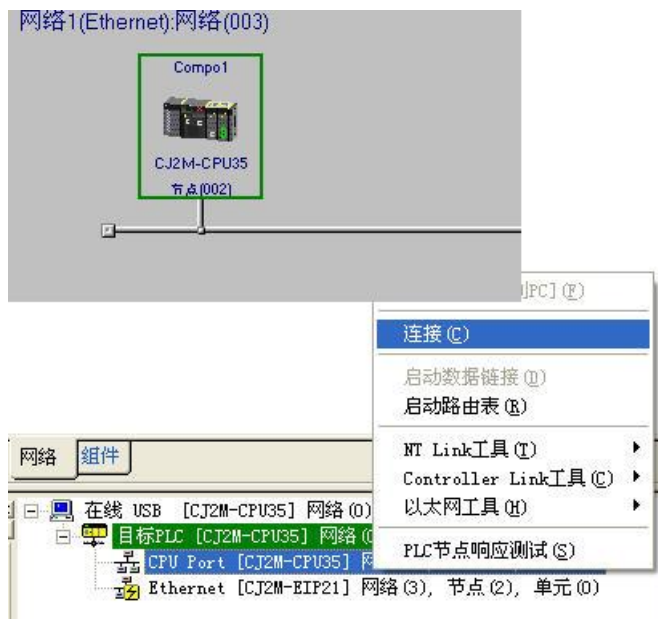 网络1(Ethernet):网络(003)
Compo1
CJ2M-CPU35
节点(002)
PC] (F)
连接(C)
启动数据链接(D)
启动路由表(R)
NT Link工具(T)
Controller Link工具(C)
以太网工具(H)
PLC节点响应测试(S)
网络 组件
在线 USB [CJ2M-CPU35] 网络(0)
目标PLC [CJ2M-CPU35] 网络(
CPU Port [CJ2M-CPU35]
Ethernet [CJ2M-EIP21] 网络(3), 节点(2), 单元(0)